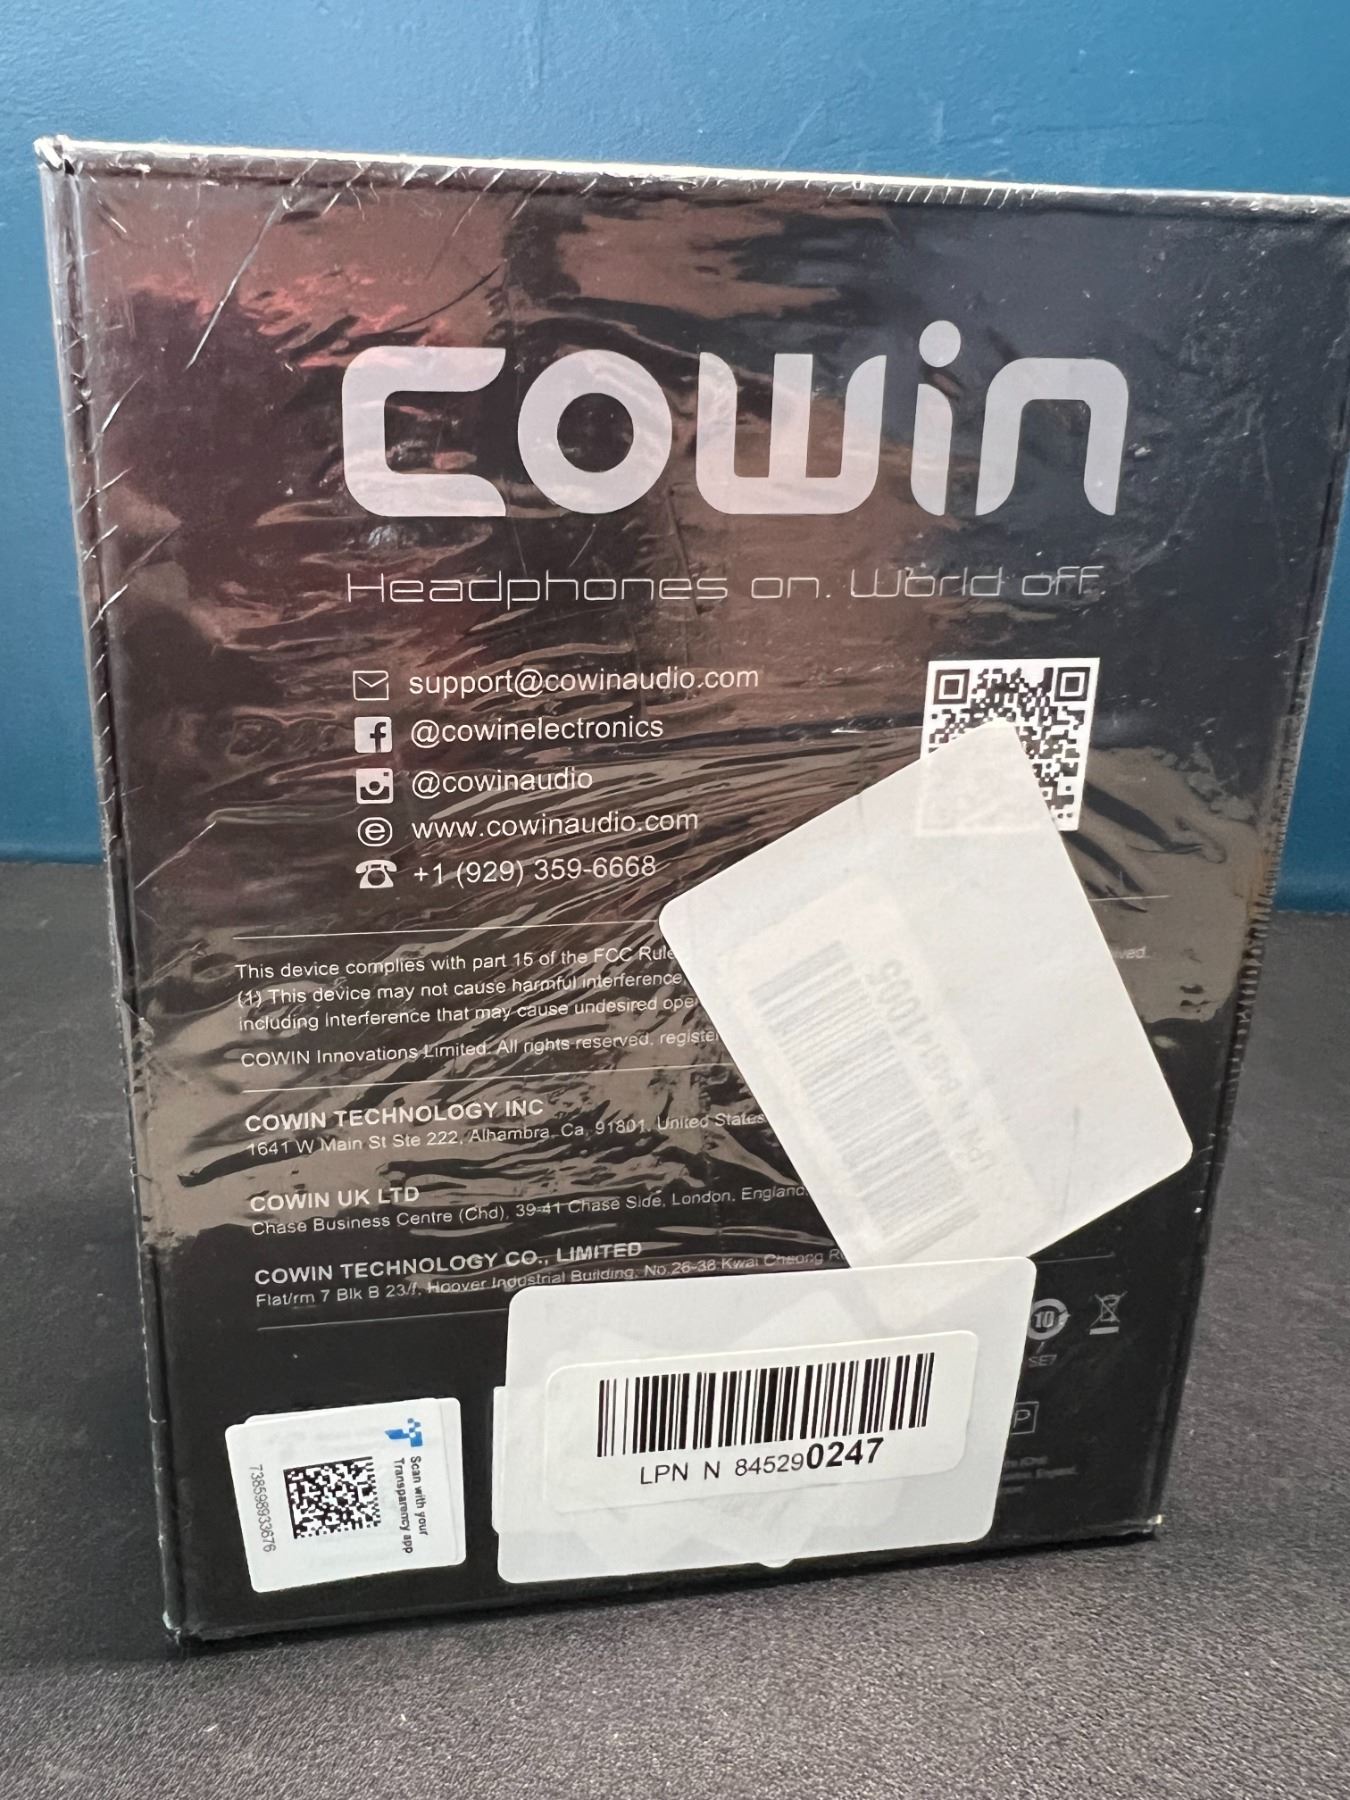 cowin
Headphones on. World off.
support@cowinaudio.com
@cowinelectronics
@cowinaudio
www.cowinaudio.com
+1 (929) 359-6668
This device complies with part 15 of the FCC Rule
(1) This device may not cause harmful interference,
including interference that may cause undesired ope
COWIN Innovations Limited. All rights reserved. register
COWIN TECHNOLOGY INC
1641 W Main St Ste 222, Alhambra, Ca, 91801, United States
COWIN UK LTD
Chase Business Centre (Chd), 39-41 Chase Side, London, England,
COWIN TECHNOLOGY CO., LIMITED
Flat/rm 7 Blk B 23/f, Hoover Industrial Building, No.26-38 Kwai Cheong R
10
LPN N 845290247
Scan with your
Transparency app
738598933676